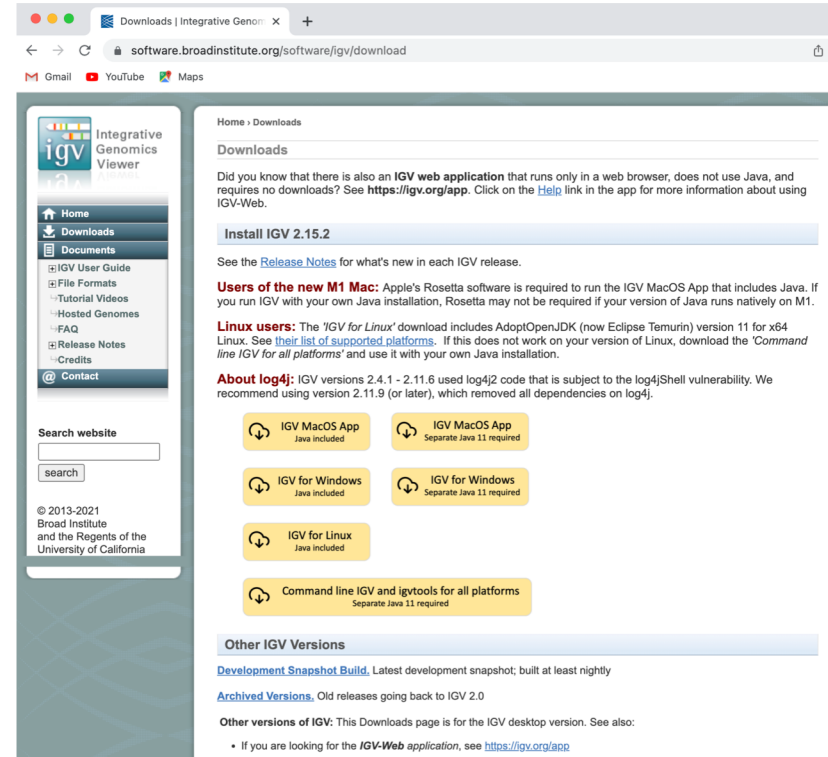 Downloads | Integrative Genom
software.broadinstitute.org/software/igv/download
Gmail YouTube Maps
igv
Integrative
Genomics
Viewer
Home
Downloads
Documents
IGV User Guide
File Formats
Tutorial Videos
Hosted Genomes
FAQ
Release Notes
Credits
@ Contact
Search website
search
© 2013-2021
Broad Institute
and the Regents of the
University of California
Home › Downloads
Downloads
Did you know that there is also an IGV web application that runs only in a web browser, does not use Java, and
requires no downloads? See https://igv.org/app. Click on the Help link in the app for more information about using
IGV-Web.
Install IGV 2.15.2
See the Release Notes for what's new in each IGV release.
Users of the new M1 Mac: Apple's Rosetta software is required to run the IGV MacOS App that includes Java. If
you run IGV with your own Java installation, Rosetta may not be required if your version of Java runs natively on M1.
Linux users: The 'IGV for Linux' download includes AdoptOpenJDK (now Eclipse Temurin) version 11 for x64
Linux. See their list of supported platforms. If this does not work on your version of Linux, download the 'Command
line IGV for all platforms' and use it with your own Java installation.
About log4j: IGV versions 2.4.1 - 2.11.6 used log4j2 code that is subject to the log4jShell vulnerability. We
recommend using version 2.11.9 (or later), which removed all dependencies on log4j.
IGV MacOS App
Java included
IGV MacOS App
Separate Java 11 required
IGV for Windows
Java included
IGV for Windows
Separate Java 11 required
IGV for Linux
Java included
Command line IGV and igvtools for all platforms
Separate Java 11 required
Other IGV Versions
Development Snapshot Build. Latest development snapshot; built at least nightly
Archived Versions. Old releases going back to IGV 2.0
Other versions of IGV: This Downloads page is for the IGV desktop version. See also:
• If you are looking for the IGV-Web application, see https://igv.org/app